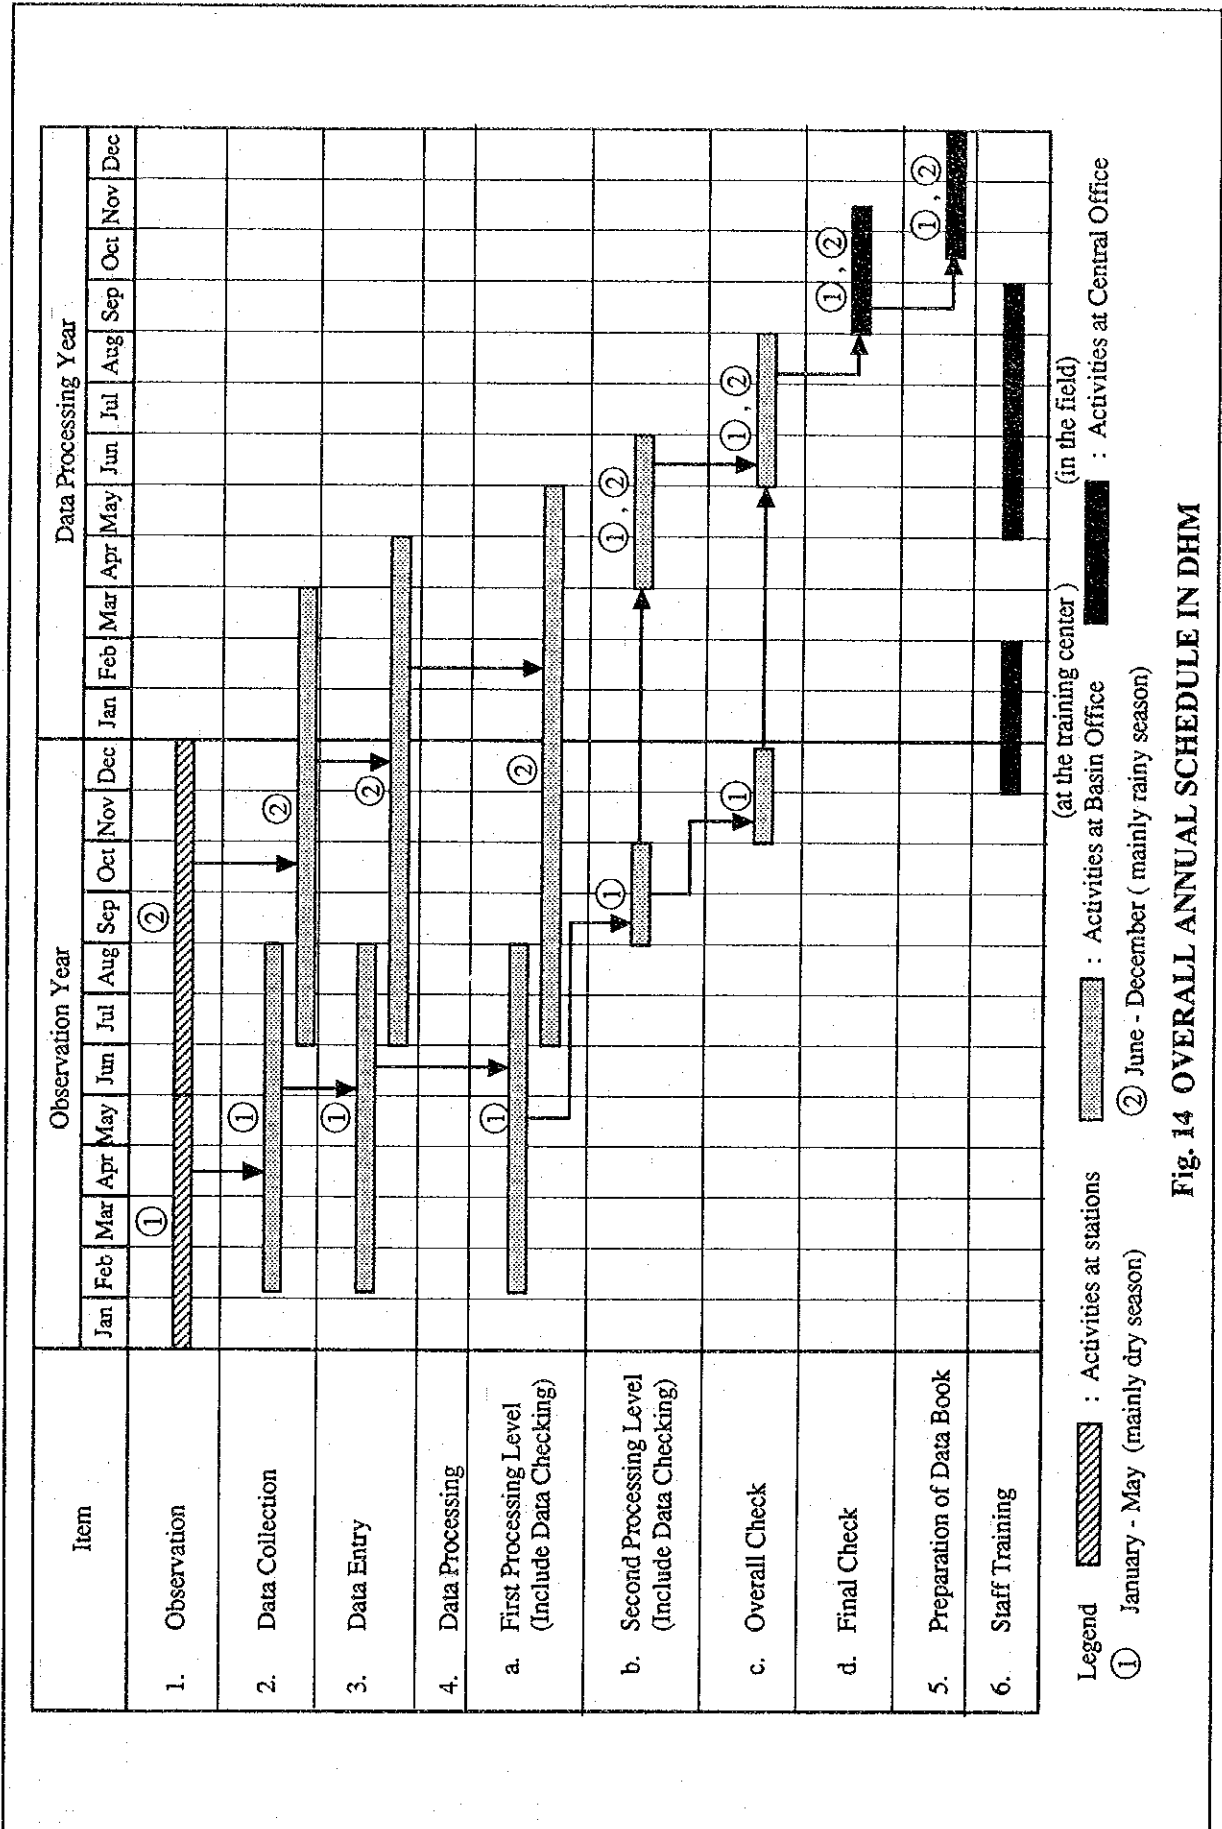 Item
Observation Year
Data Processing Year
Jan Feb Mar Apr May Jun Jul Aug Sep Oct Nov Dec Jan Feb Mar Apr May Jun Jul Aug Sep Oct Nov Dec
1. Observation
① ②
2. Data Collection
① ②
3. Data Entry
① ②
4. Data Processing
a. First Processing Level
(Include Data Checking)
① ②
b. Second Processing Level
(Include Data Checking)
① ①, ②
c. Overall Check
① ①, ②
d. Final Check
①, ②
5. Preparation of Data Book
①, ②
6. Staff Training
(at the training center) (in the field)
Legend : Activities at stations : Activities at Basin Office : Activities at Central Office
① January - May (mainly dry season) ② June - December ( mainly rainy season)
Fig. 14 OVERALL ANNUAL SCHEDULE IN DHM